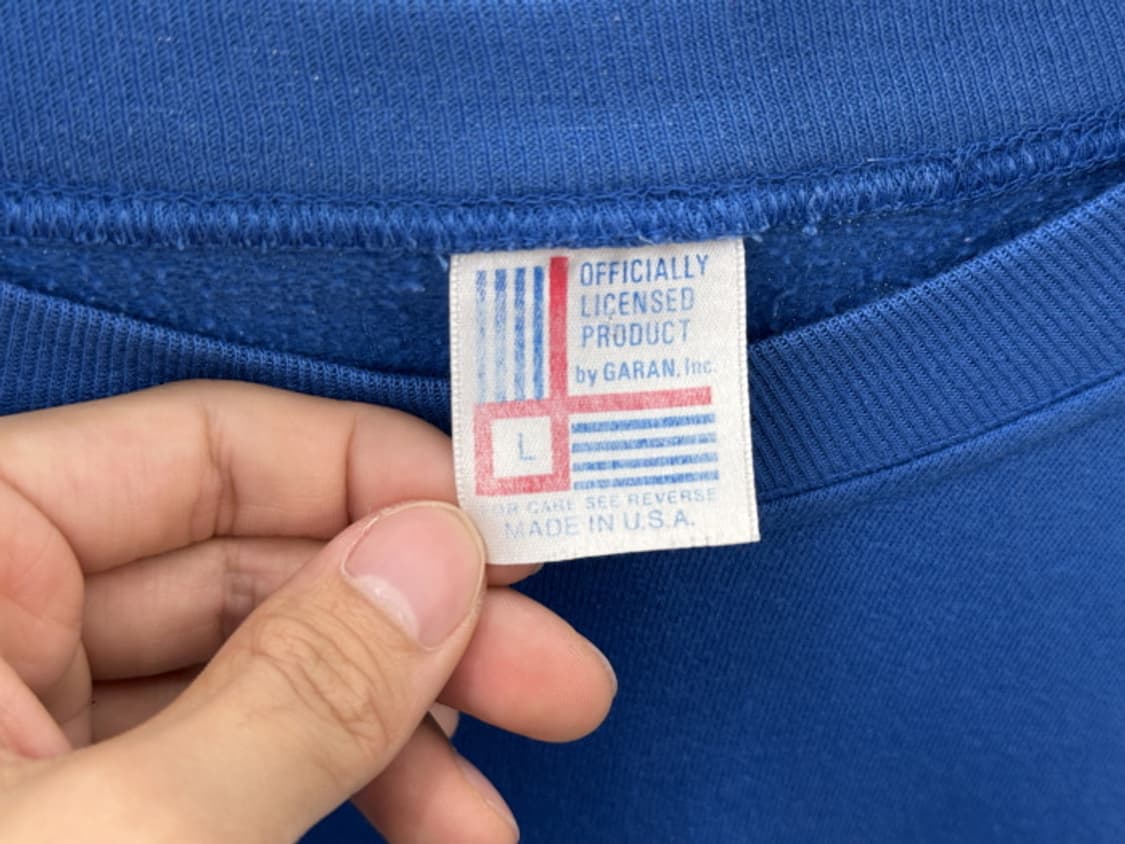 OFFICIALLY
LICENSED
PRODUCT
by GARAN, Inc.
L
FOR CARE SEE REVERSE
MADE IN U.S.A.